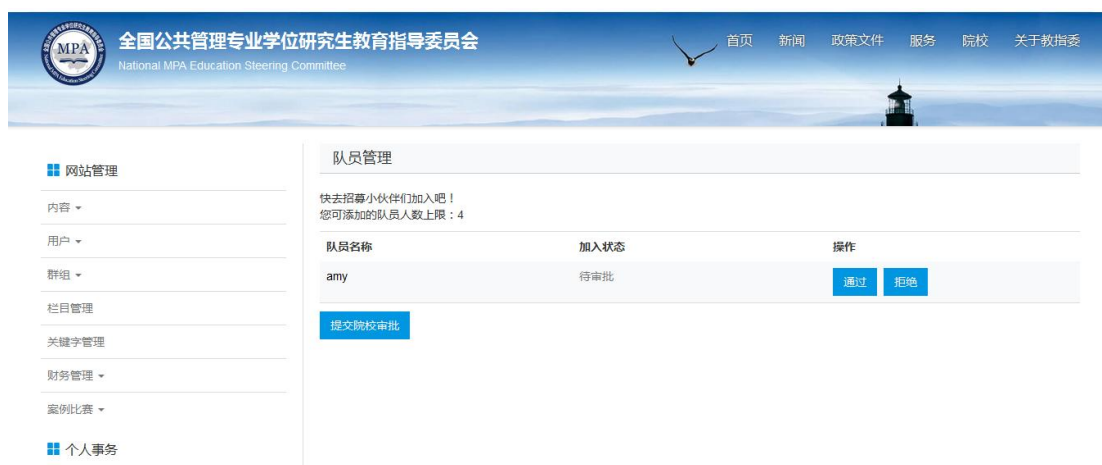 MPA
全国公共管理专业学位研究生教育指导委员会
National MPA Education Steering Committee
首页 新闻 政策文件 服务 院校 关于教指委
网站管理
内容
用户
群组
栏目管理
关键字管理
财务管理
案例比赛
个人事务
队员管理
快去招募小伙伴们加入吧！
您可添加的队员人数上限：4
队员名称 加入状态 操作
amy 待审批 通过 拒绝
提交院校审批